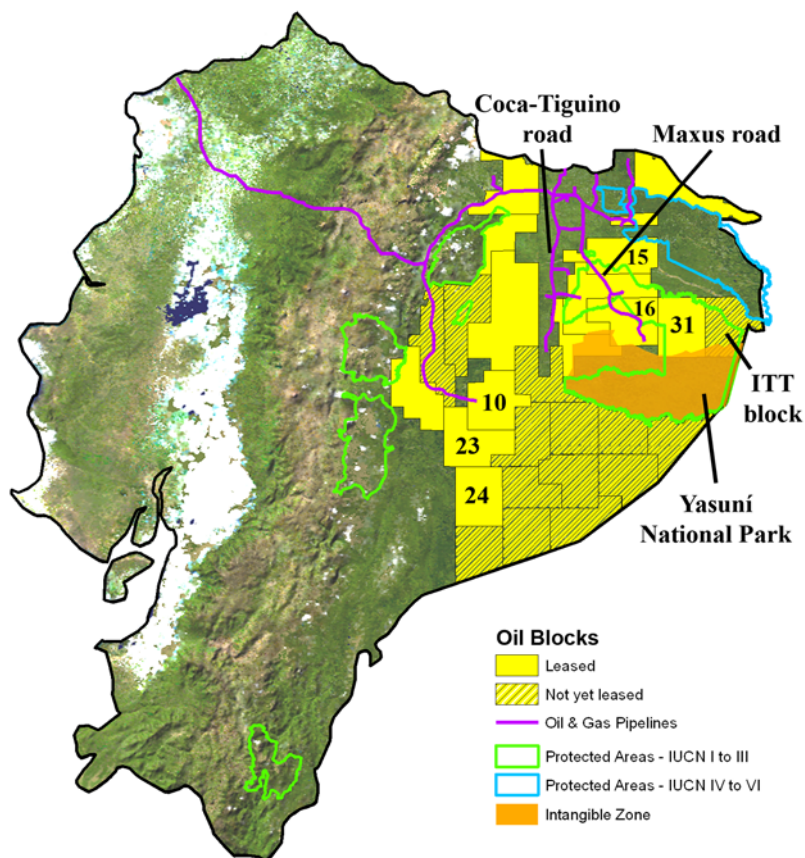 Coca-Tiguino
road
Maxus road
15
16
31
ITT
block
10
23
24
Yasuní
National Park
Oil Blocks
Leased
Not yet leased
Oil & Gas Pipelines
Protected Areas - IUCN I to III
Protected Areas - IUCN IV to VI
Intangible Zone